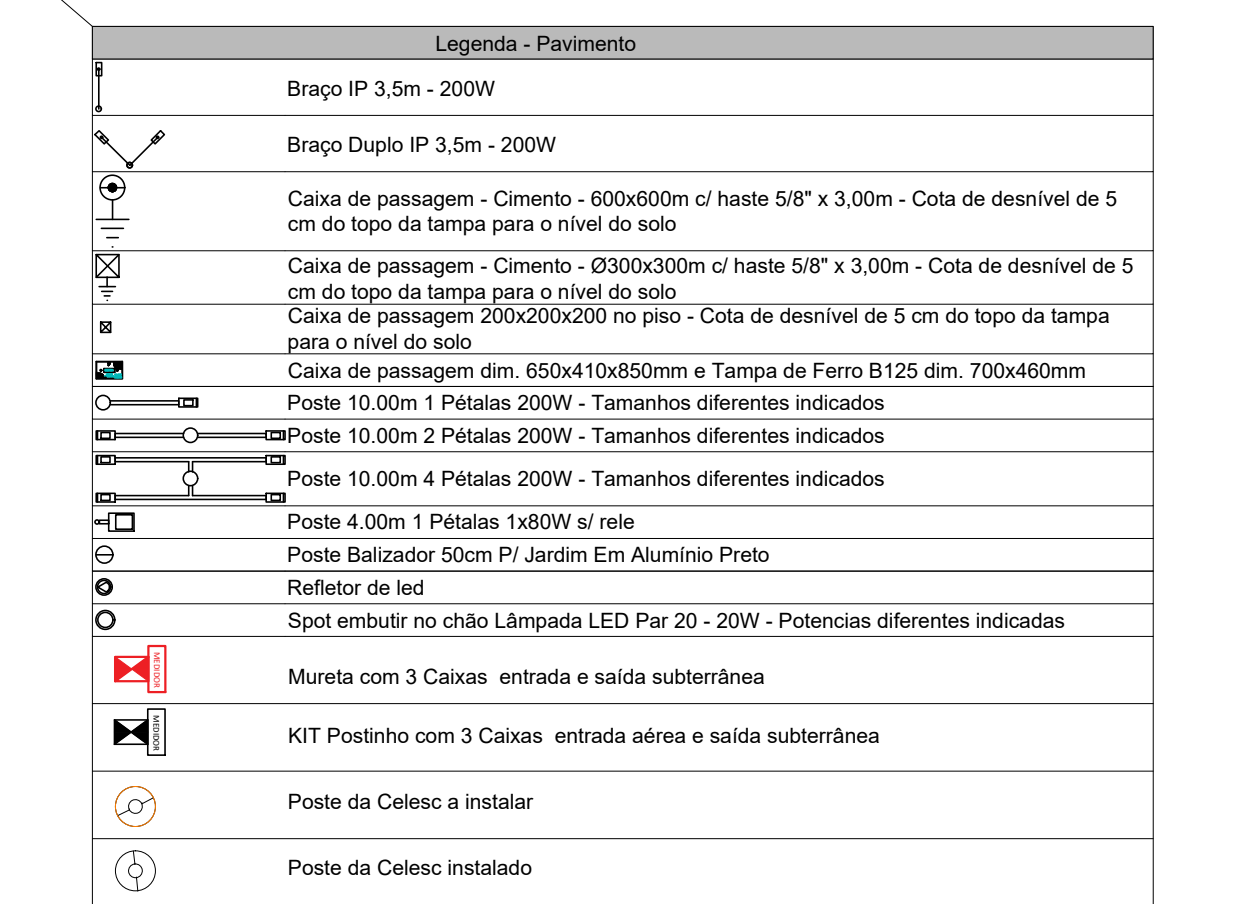 Legenda - Pavimento
Braço IP 3,5m - 200W
Braço Duplo IP 3,5m - 200W
Caixa de passagem - Cimento - 600x600m c/ haste 5/8" x 3,00m - Cota de desnível de 5
cm do topo da tampa para o nível do solo
Caixa de passagem - Cimento - Ø300x300m c/ haste 5/8" x 3,00m - Cota de desnível de 5
cm do topo da tampa para o nível do solo
Caixa de passagem 200x200x200 no piso - Cota de desnível de 5 cm do topo da tampa
para o nível do solo
Caixa de passagem dim. 650x410x850mm e Tampa de Ferro B125 dim. 700x460mm
Poste 10.00m 1 Pétalas 200W - Tamanhos diferentes indicados
Poste 10.00m 2 Pétalas 200W - Tamanhos diferentes indicados
Poste 10.00m 4 Pétalas 200W - Tamanhos diferentes indicados
Poste 4.00m 1 Pétalas 1x80W s/ rele
Poste Balizador 50cm P/ Jardim Em Alumínio Preto
Refletor de led
Spot embutir no chão Lâmpada LED Par 20 - 20W - Potencias diferentes indicadas
MEDIDOR
Mureta com 3 Caixas  entrada e saída subterrânea
MEDIDOR
KIT Postinho com 3 Caixas  entrada aérea e saída subterrânea
Poste da Celesc a instalar
Poste da Celesc instalado